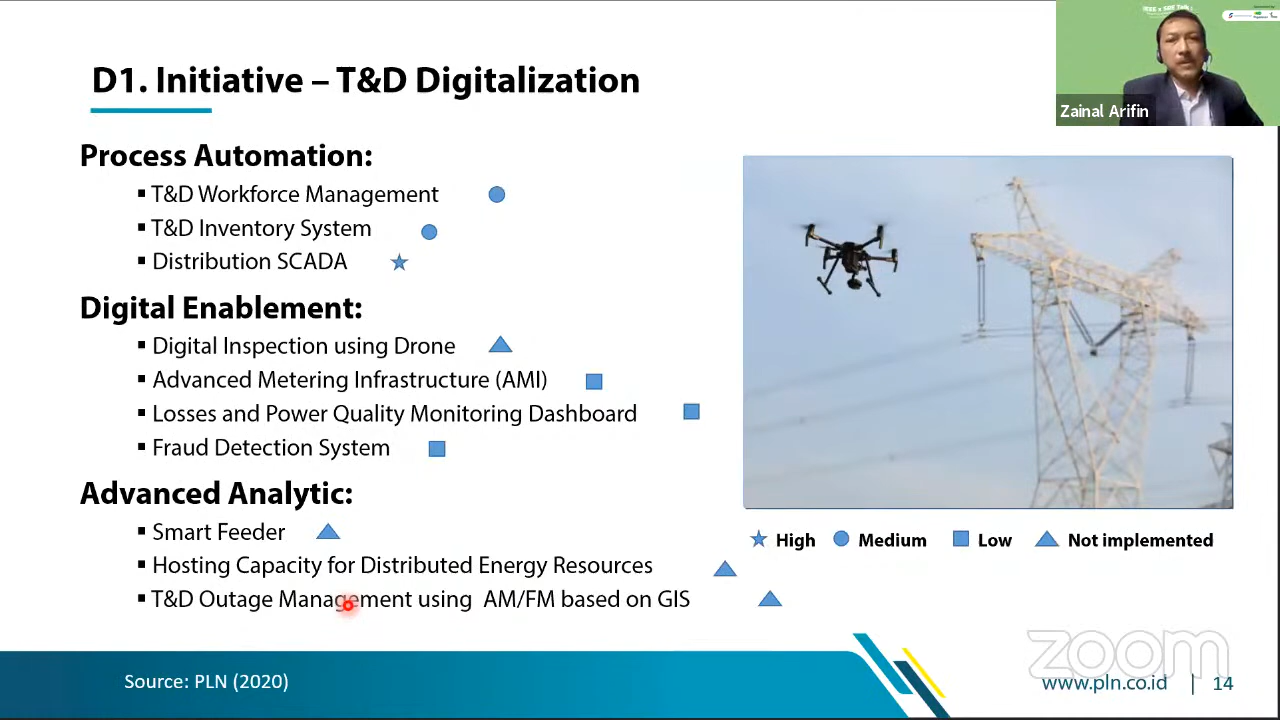 IEEE x SRE Talk :
D1. Initiative – T&D Digitalization
Zainal Arifin
Process Automation:
▪ T&D Workforce Management
▪ T&D Inventory System
▪ Distribution SCADA
Digital Enablement:
▪ Digital Inspection using Drone
▪ Advanced Metering Infrastructure (AMI)
▪ Losses and Power Quality Monitoring Dashboard
▪ Fraud Detection System
Advanced Analytic:
▪ Smart Feeder
▪ Hosting Capacity for Distributed Energy Resources
▪ T&D Outage Management using AM/FM based on GIS
High Medium Low Not implemented
zoom
Source: PLN (2020)
www.pln.co.id | 14